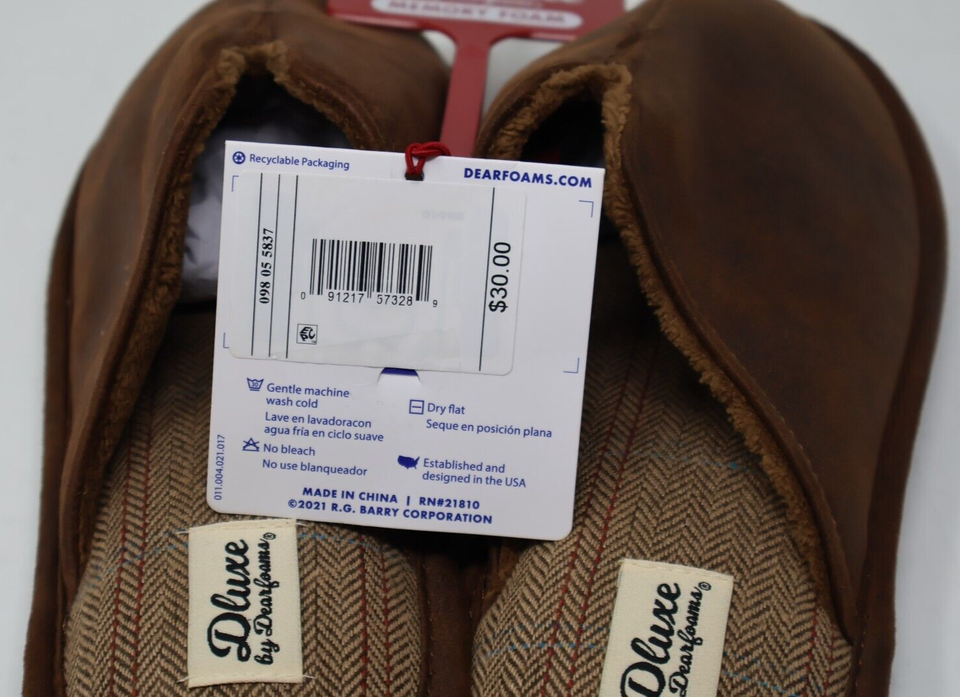 MEMORY FOAM
Recyclable Packaging
DEARFOAMS.COM
098 05 5837
0 91217 57328 9
$30.00
30
Gentle machine
wash cold
Lave en lavadoracon
agua fría en ciclo suave
No bleach
No use blanqueador
Dry flat
Seque en posición plana
Established and
designed in the USA
011.004.021.017
MADE IN CHINA | RN#21810
©2021 R.G. BARRY CORPORATION
Dluxe
by Dearfoams®
Dluxe
Dearfoams®